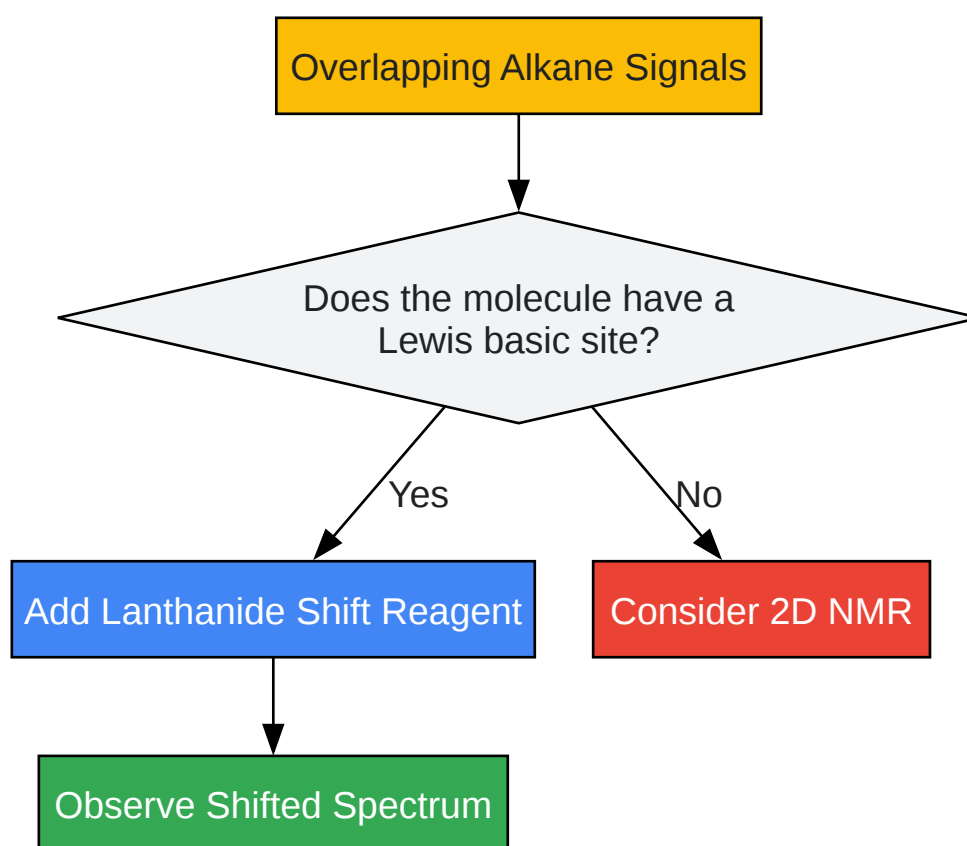 Overlapping Alkane Signals
Does the molecule have a
Lewis basic site?
Yes
No
Add Lanthanide Shift Reagent
Consider 2D NMR
Observe Shifted Spectrum